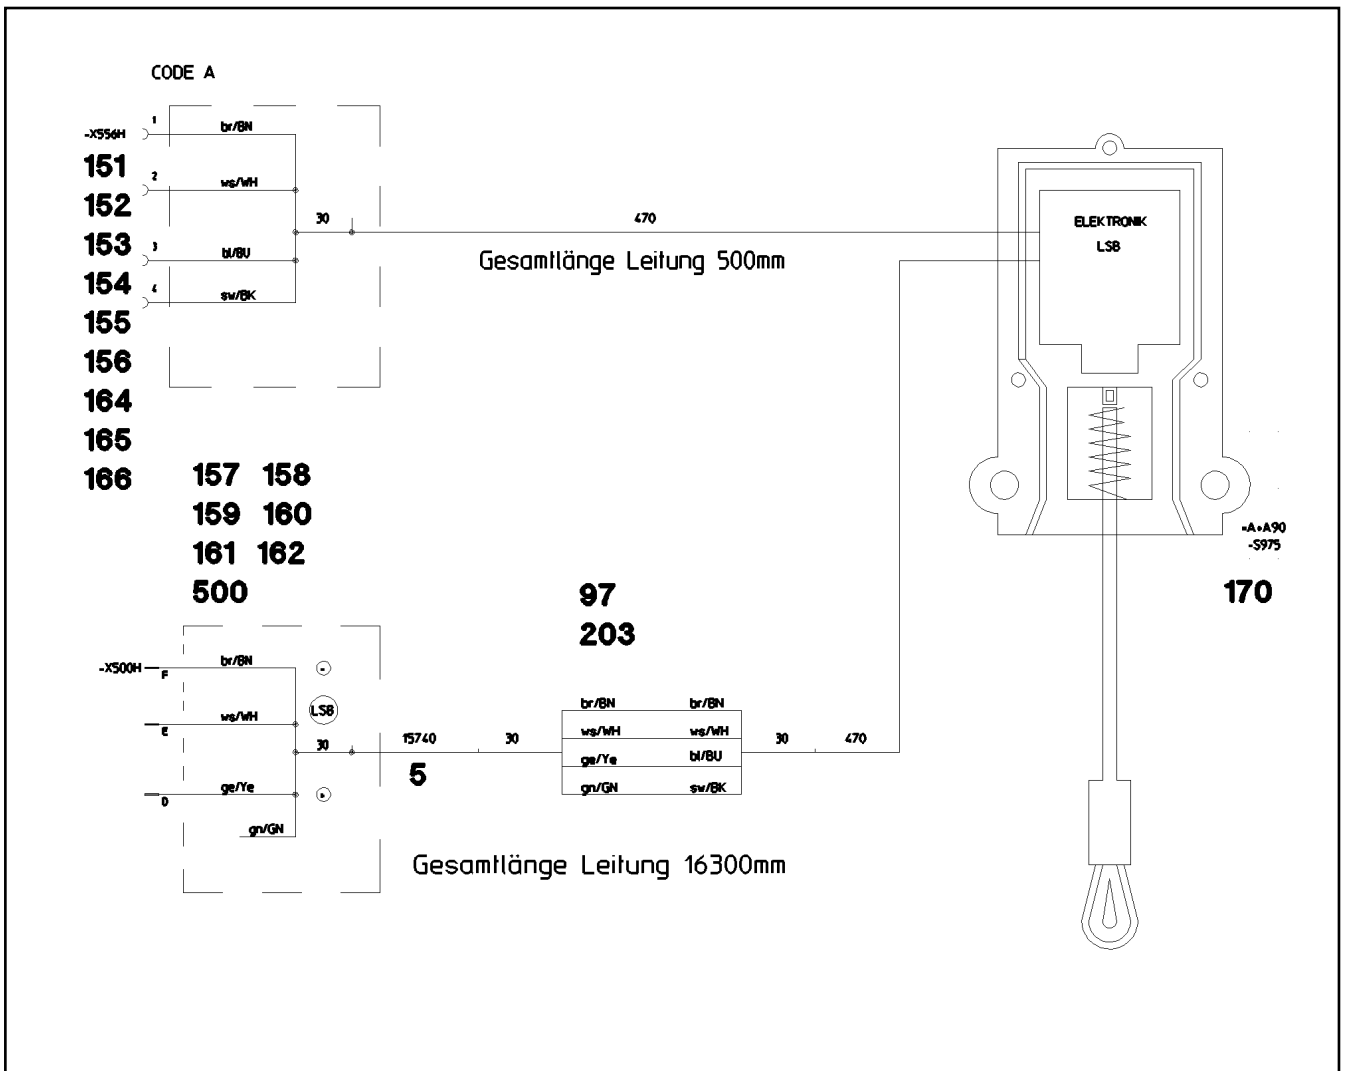 CODE A
-X556H
1
br/BN
151
2
ws/WH
152
153
3
bl/BU
154
4
sw/BK
155
156
164
165
166
30
470
Gesamtlänge Leitung 500mm
ELEKTRONIK
LSB
157 158
159 160
161 162
500
97
203
-S975
170
-X500H
F
br/BN
-
LSB
E
ws/WH
30
15740
30
5
D
ge/Ye
+
gn/GN
br/BN br/BN
ws/WH ws/WH
ge/Ye bl/BU
gn/GN sw/BK
30
470
Gesamtlänge Leitung 16300mm